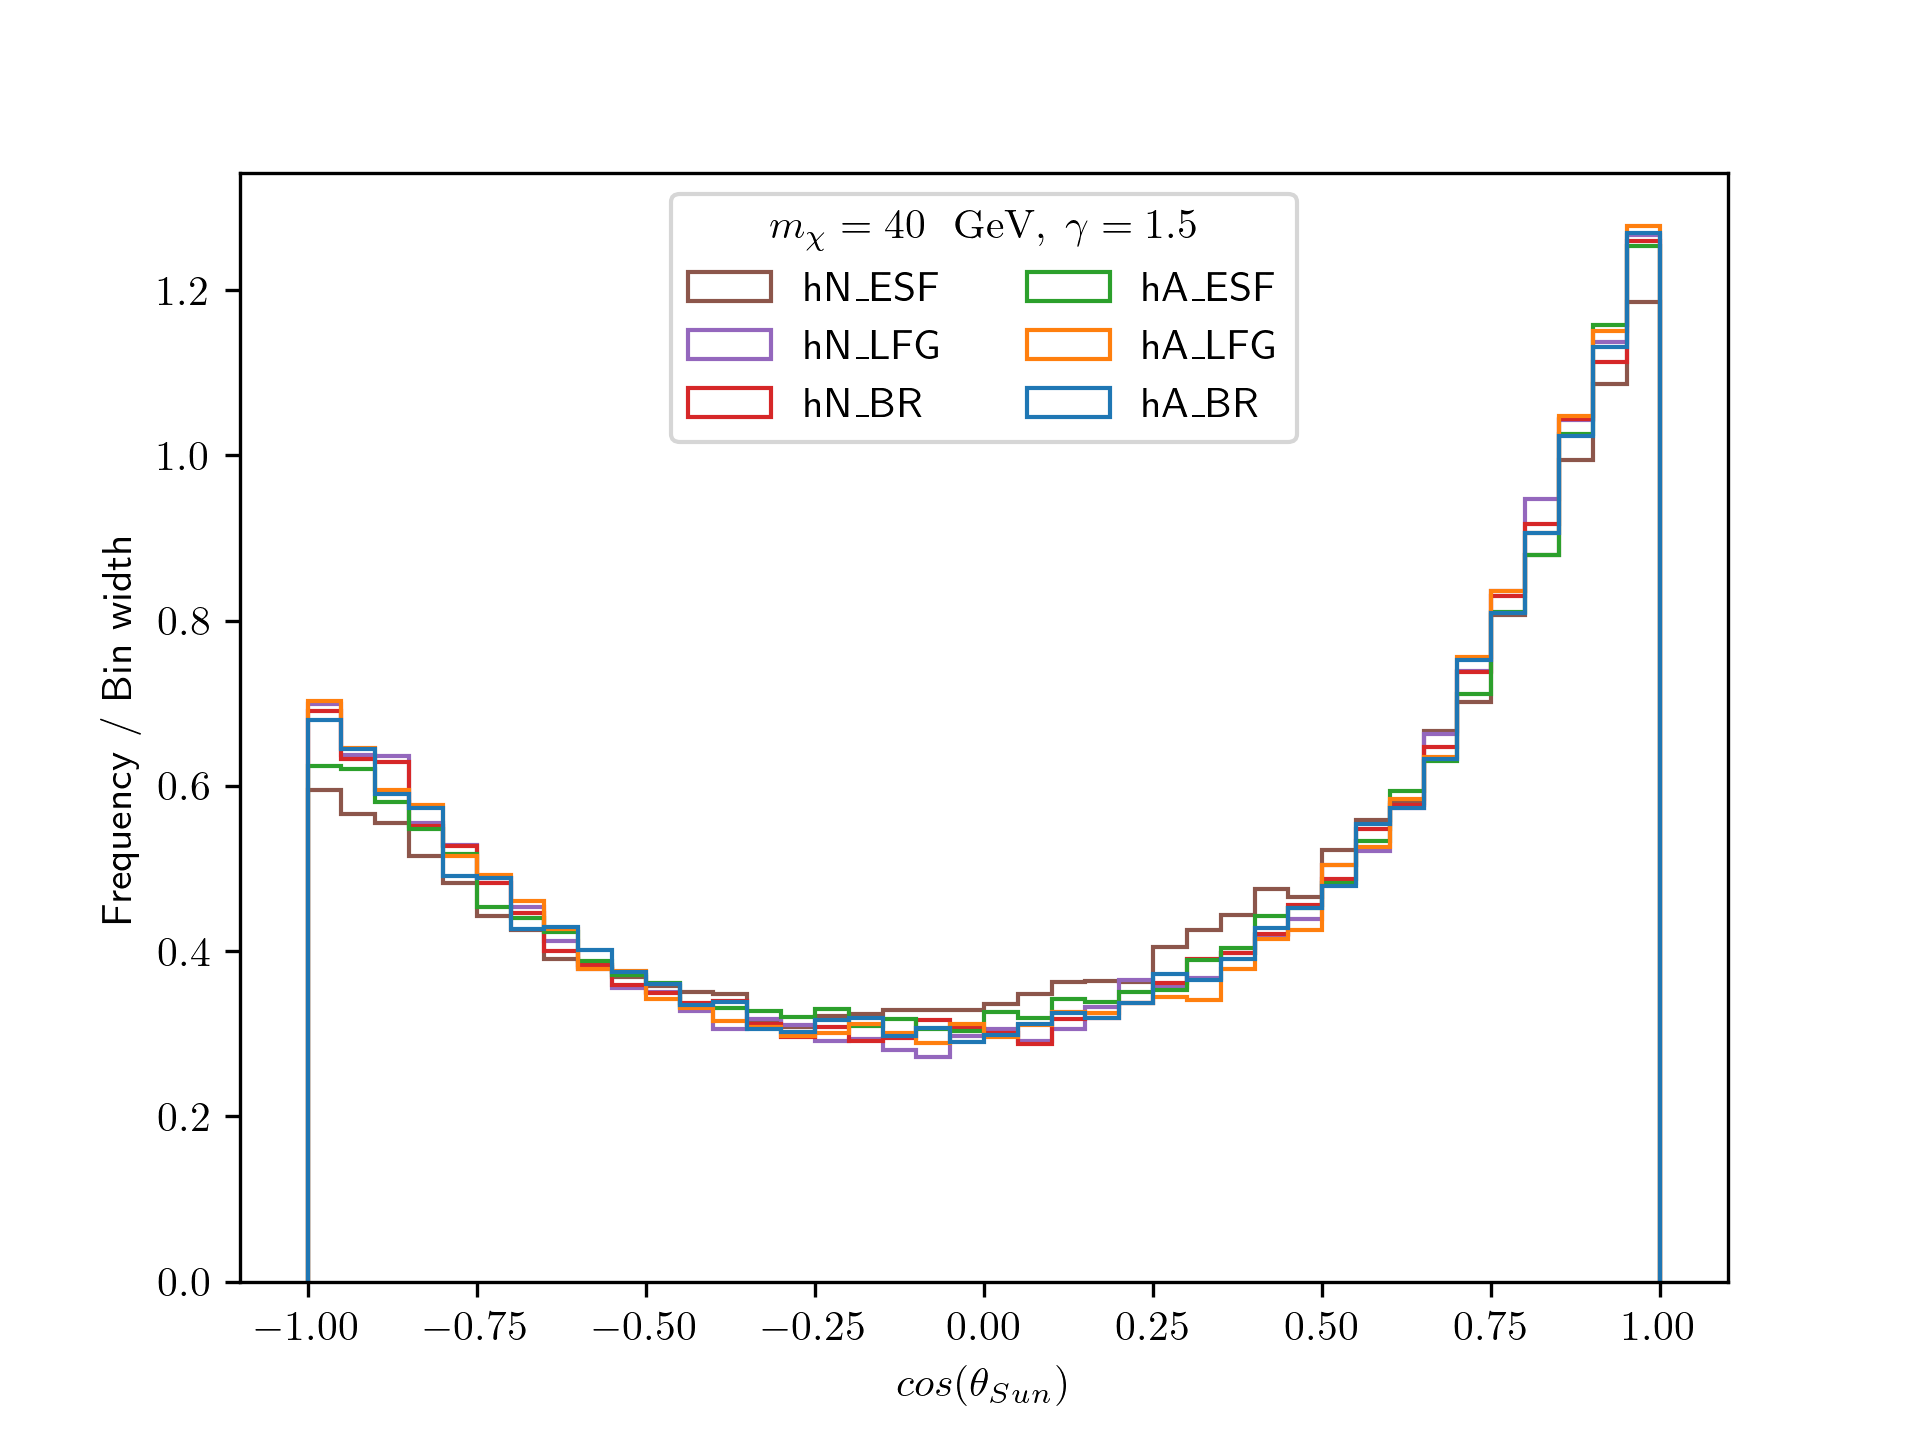 m_χ = 40 GeV, γ = 1.5
hN_ESF hA_ESF
hN_LFG hA_LFG
hN_BR hA_BR
Frequency / Bin width
1.2
1.0
0.8
0.6
0.4
0.2
0.0
−1.00 −0.75 −0.50 −0.25 0.00 0.25 0.50 0.75 1.00
cos(θ_Sun)